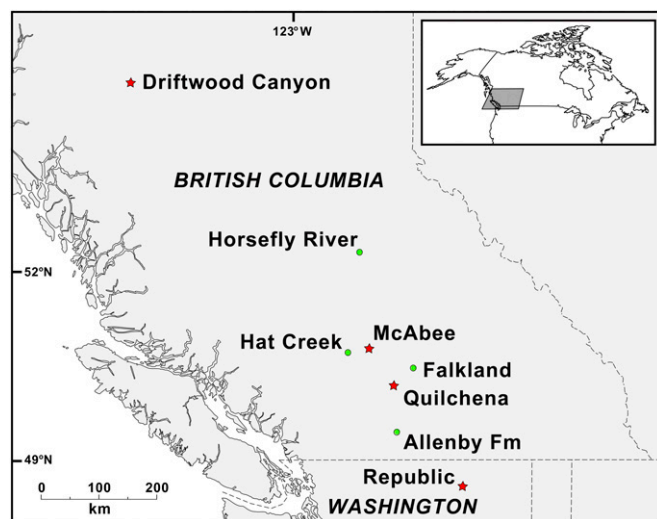 123°W
Driftwood Canyon
BRITISH COLUMBIA
Horsefly River
52°N
McAbee
Hat Creek
Falkland
Quilchena
Allenby Fm
49°N
Republic
0 100 200
km
WASHINGTON